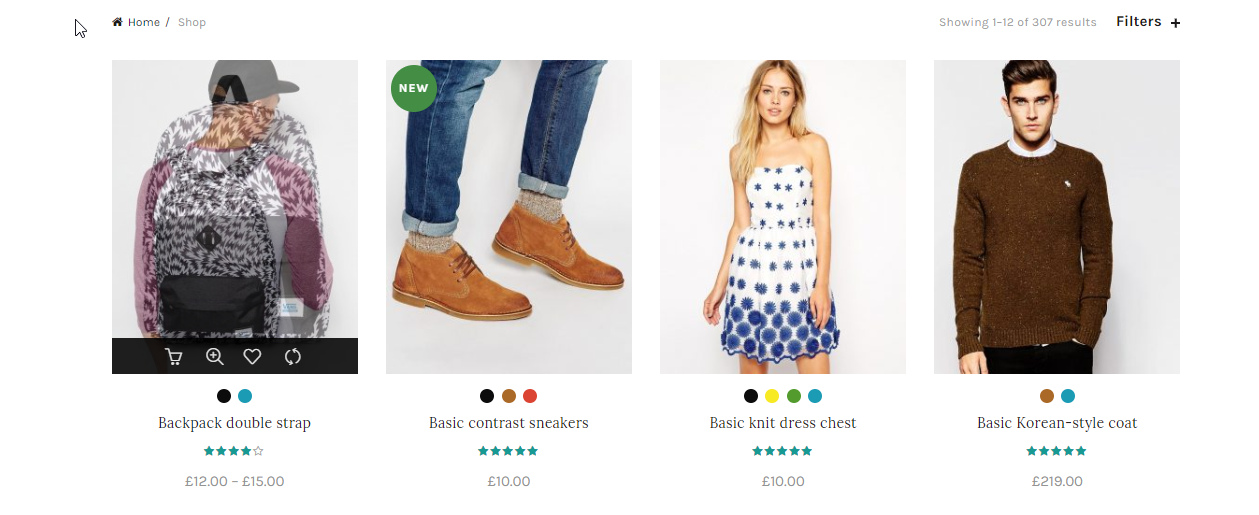 Home / Shop
Showing 1–12 of 307 results
Filters +
NEW
Backpack double strap
Basic contrast sneakers
Basic knit dress chest
Basic Korean-style coat
£12.00 – £15.00
£10.00
£10.00
£219.00